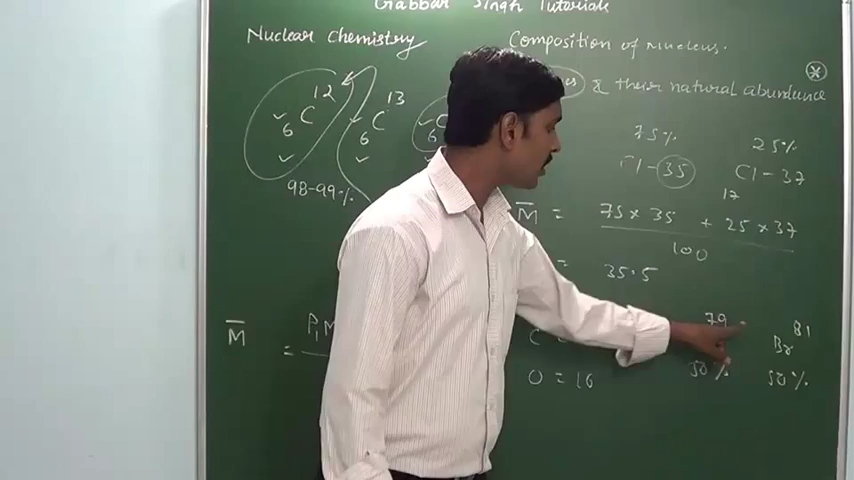 Gabbar Singh Tutorials
Nuclear Chemistry
Composition of Nucleus.
& their natural abundance
12 C 6
13 C 6
98-99%
75% 25%
Cl-35 Cl-37
17
M = 75 x 35 + 25 x 37
100
= 35.5
M =
79 81
Br
50% 50%
O = 16